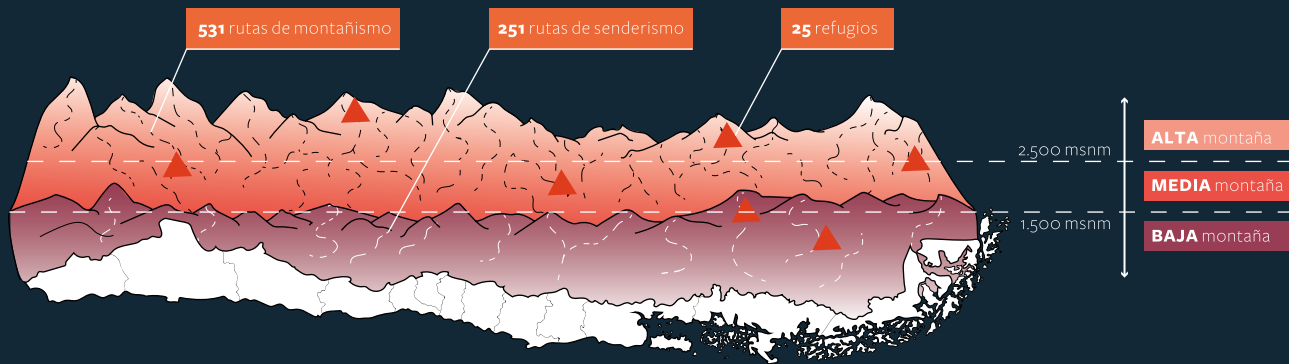 531 rutas de montañismo
251 rutas de senderismo
25 refugios
2.500 msnm
ALTA montaña
MEDIA montaña
1.500 msnm
BAJA montaña